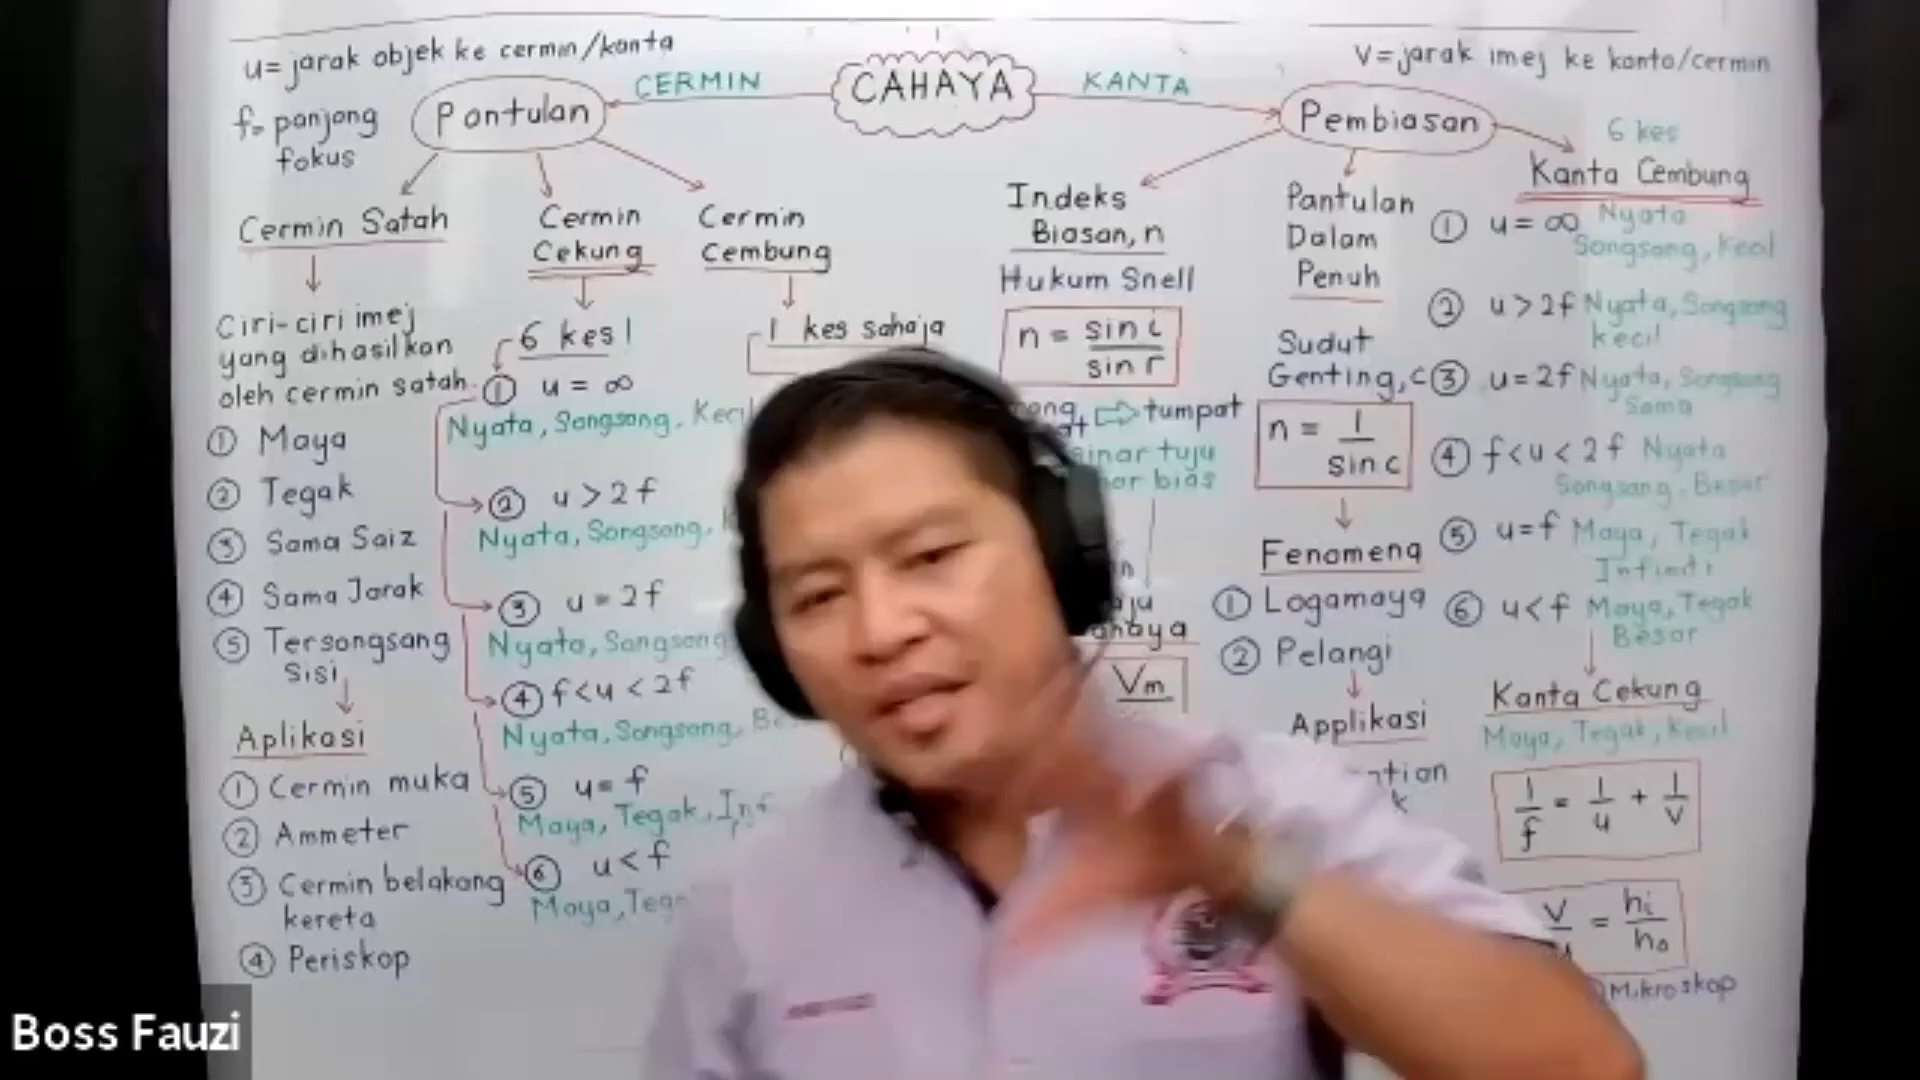 u = jarak objek ke cermin/kanta
CERMIN
CAHAYA
KANTA
V = jarak imej ke kanta/cermin
f = panjang
fokus
Pantulan
Pembiasan
Cermin Satah
Ciri-ciri imej
yang dihasilkan
oleh cermin satah
① Maya
② Tegak
③ Sama Saiz
④ Sama Jarak
⑤ Tersongsang
Sisi
Aplikasi
① Cermin muka
② Ammeter
③ Cermin belakang
kereta
④ Periskop
Cermin
Cekung
6 kes!
① u = ∞
Nyata, Songsang, Kecil
② u > 2f
Nyata, Songsang,
③ u = 2f
Nyata, Songsang
④ f < u < 2f
Nyata, Songsang,
⑤ u = f
Maya, Tegak,
⑥ u < f
Maya,
Cermin
Cembung
1 kes sahaja
Indeks
Biasan, n
Hukum Snell
n = sin i
sin r
⇨ tumpat
sinar tuju
bias
Vm
Pantulan
Dalam
Penuh
Sudut
Genting, c
n = 1
sin c
Fenomena
① Logamaya
② Pelangi
Applikasi
6 kes
Kanta Cembung
① u = ∞ Nyata
Songsang, Kecil
② u > 2f Nyata, Songsang
kecil
③ u = 2f Nyata, Songsang
Sama
④ f < u < 2f Nyata
Songsang, Besar
⑤ u = f Maya, Tegak
Infiniti
⑥ u < f Maya, Tegak
Besar
Kanta Cekung
Maya, Tegak, Kecil
1/f = 1/u + 1/v
V = hi
ho
Mikroskop
Boss Fauzi